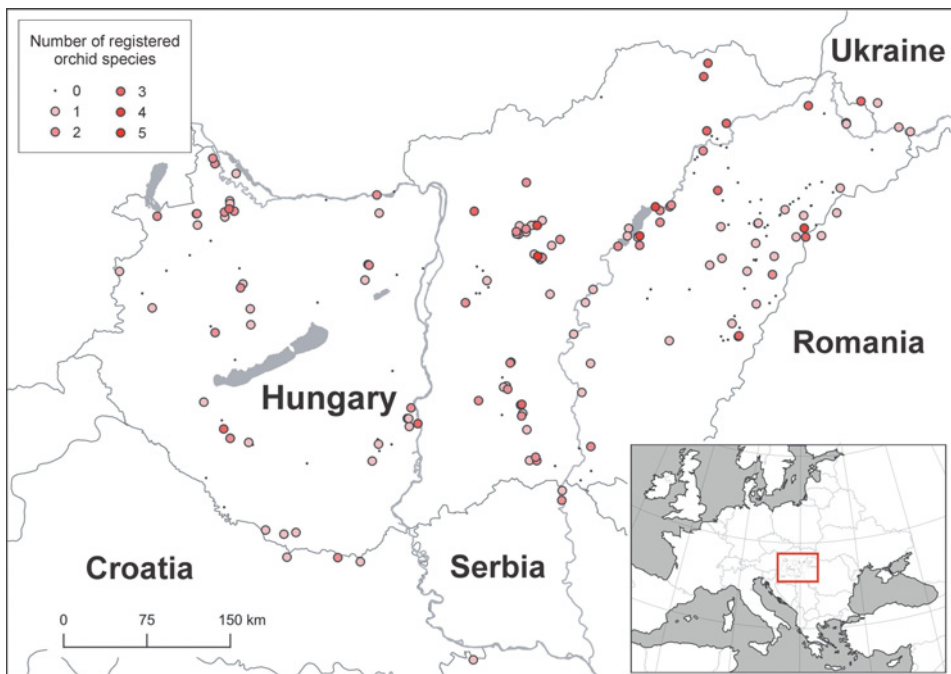 Number of registered
orchid species
0 3
1 4
2 5
Ukraine
Romania
Hungary
Croatia
Serbia
0 75 150 km